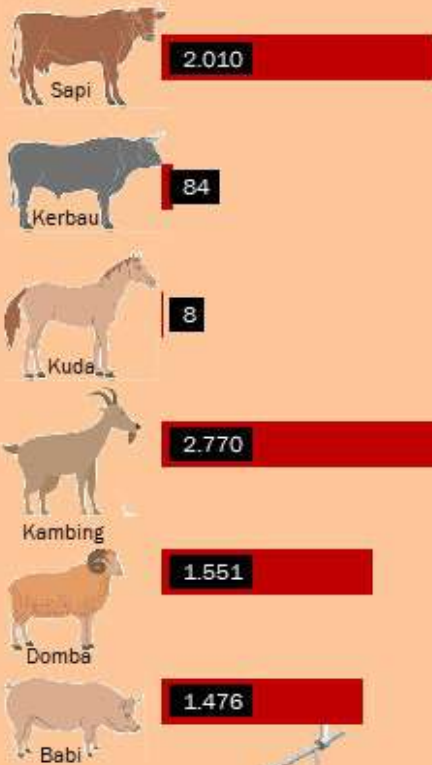 Sapi
2.010
Kerbau
84
Kuda
8
Kambing
2.770
Domba
1.551
Babi
1.476